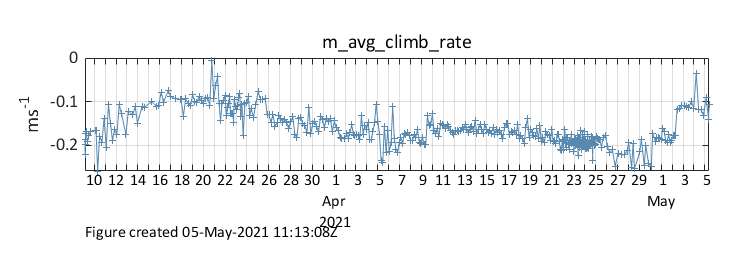 m_avg_climb_rate
0
-0.1
-0.2
ms-1
10 12 14 16 18 20 22 24 26 28 30 1 3 5 7 9 11 13 15 17 19 21 23 25 27 29 1 3 5
Apr May
2021
Figure created 05-May-2021 11:13:08Z